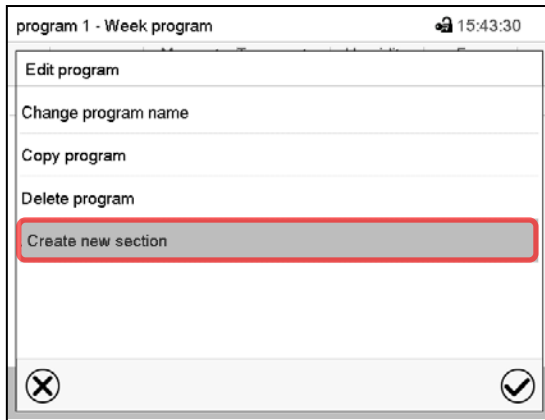 program 1 - Week program 15:43:30
Edit program
Change program name
Copy program
Delete program
Create new section